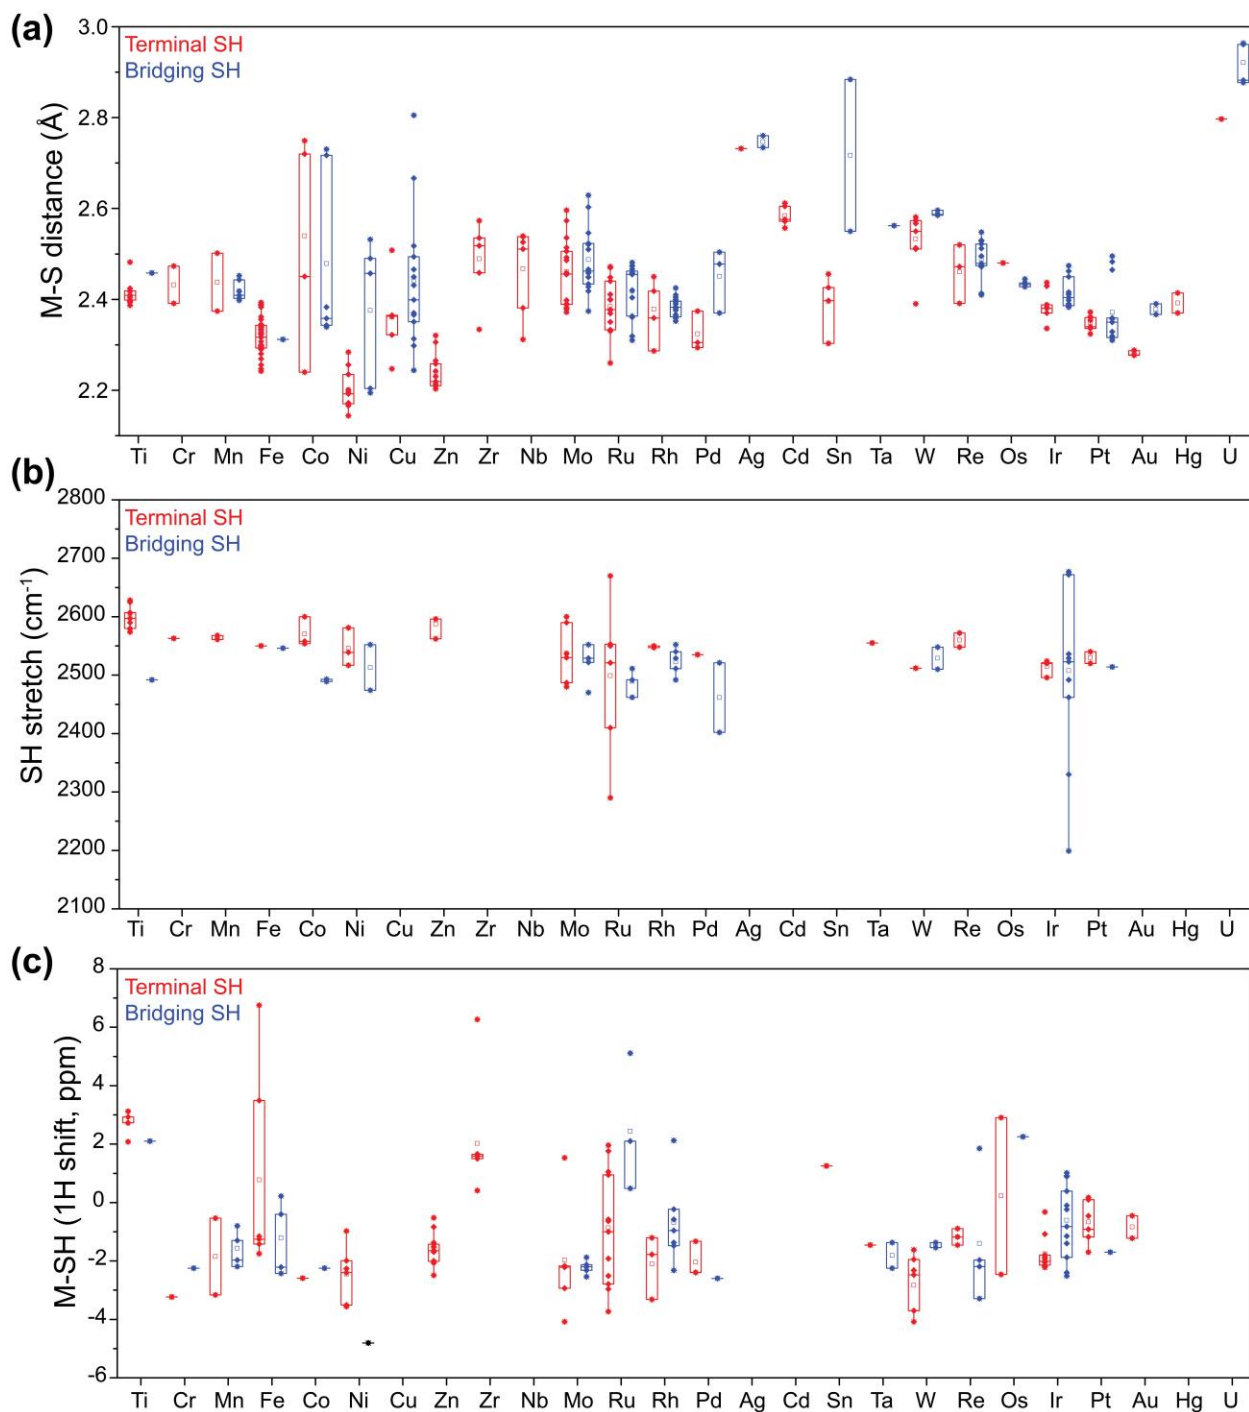 (a)
Terminal SH
Bridging SH
M-S distance (Å)
3.0
2.8
2.6
2.4
2.2
Ti Cr Mn Fe Co Ni Cu Zn Zr Nb Mo Ru Rh Pd Ag Cd Sn Ta W Re Os Ir Pt Au Hg U
(b)
Terminal SH
Bridging SH
SH stretch (cm⁻¹)
2800
2700
2600
2500
2400
2300
2200
2100
Ti Cr Mn Fe Co Ni Cu Zn Zr Nb Mo Ru Rh Pd Ag Cd Sn Ta W Re Os Ir Pt Au Hg U
(c)
Terminal SH
Bridging SH
M-SH (1H shift, ppm)
8
6
4
2
0
-2
-4
-6
Ti Cr Mn Fe Co Ni Cu Zn Zr Nb Mo Ru Rh Pd Ag Cd Sn Ta W Re Os Ir Pt Au Hg U